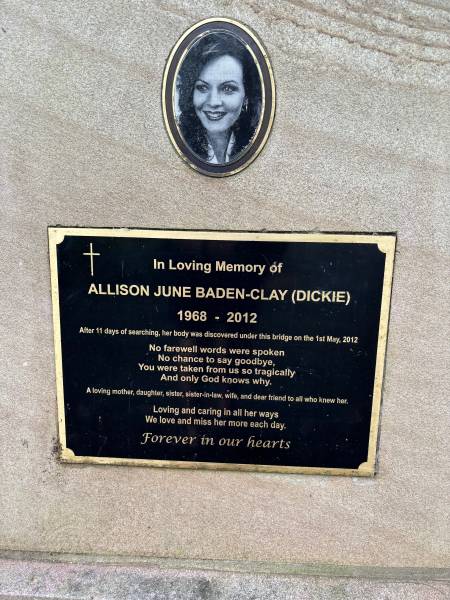 In Loving Memory of
ALLISON JUNE BADEN-CLAY (DICKIE)
1968 - 2012
After 11 days of searching, her body was discovered under this bridge on the 1st May, 2012
No farewell words were spoken
No chance to say goodbye,
You were taken from us so tragically
And only God knows why.
A loving mother, daughter, sister, sister-in-law, wife, and dear friend to all who knew her.
Loving and caring in all her ways
We love and miss her more each day.
Forever in our hearts